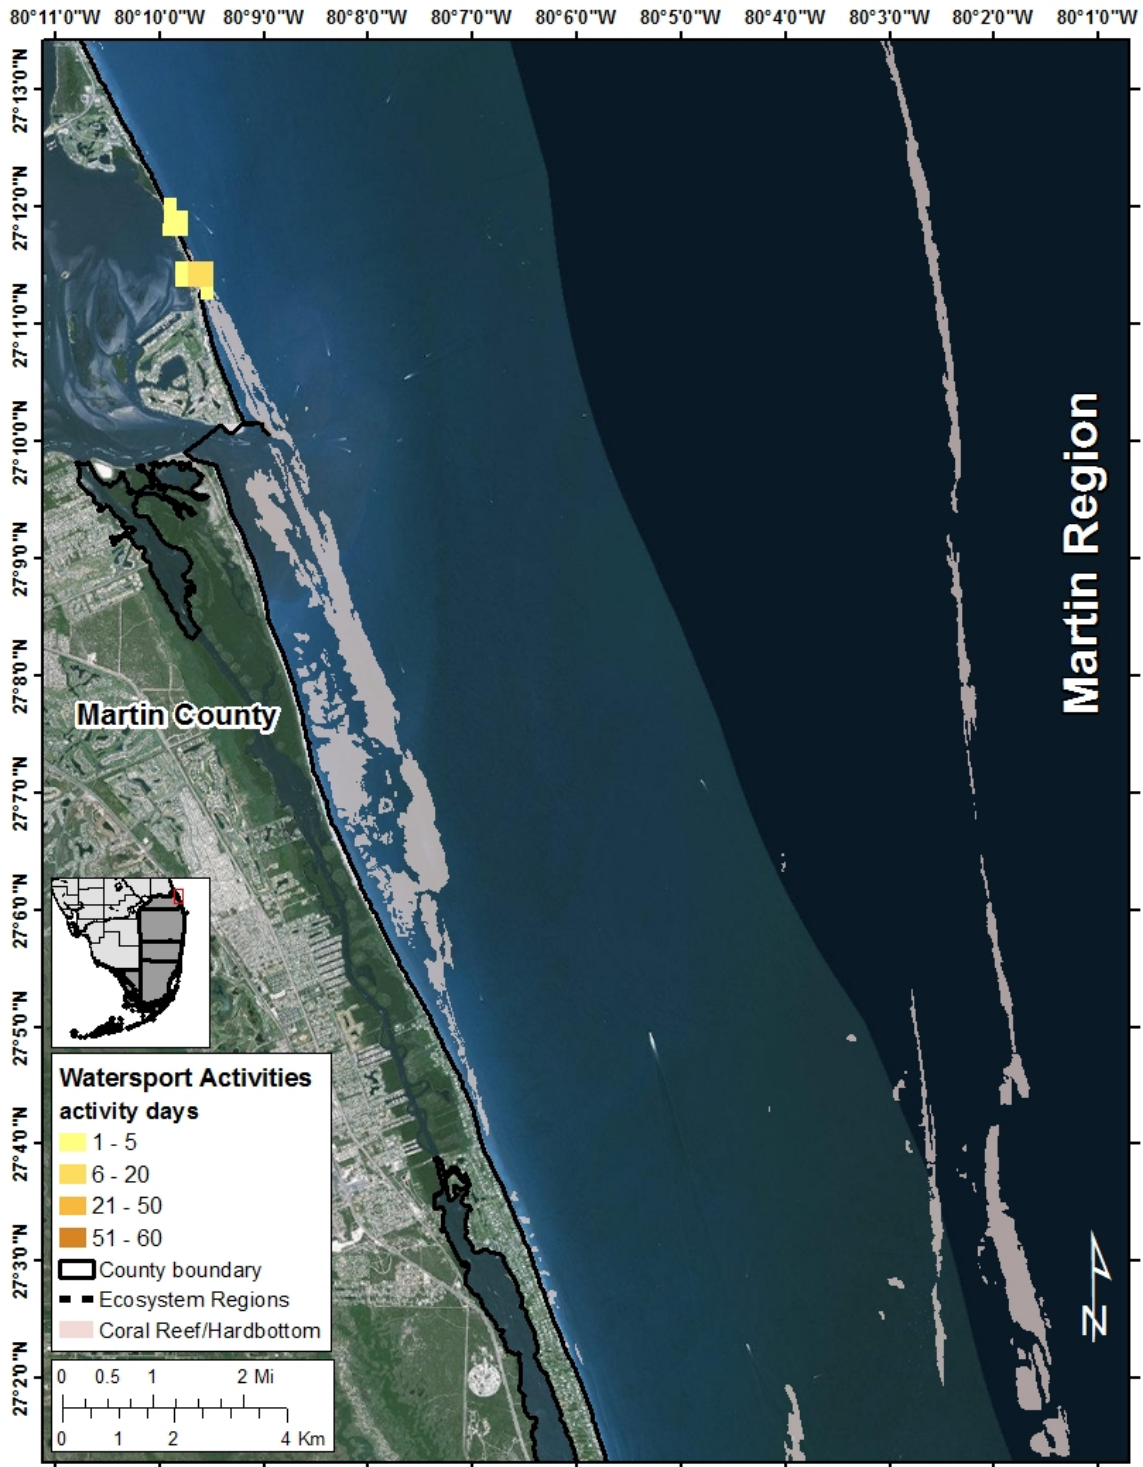 80°11'0"W 80°10'0"W 80°9'0"W 80°8'0"W 80°7'0"W 80°6'0"W 80°5'0"W 80°4'0"W 80°3'0"W 80°2'0"W 80°1'0"W
27°13'0"N
27°12'0"N
27°11'0"N
27°10'0"N
27°9'0"N
27°8'0"N
27°7'0"N
27°6'0"N
27°5'0"N
27°4'0"N
27°3'0"N
27°2'0"N
Martin Region
Martin County
Watersport Activities
activity days
1 - 5
6 - 20
21 - 50
51 - 60
County boundary
Ecosystem Regions
Coral Reef/Hardbottom
0 0.5 1 2 Mi
0 1 2 4 Km
N